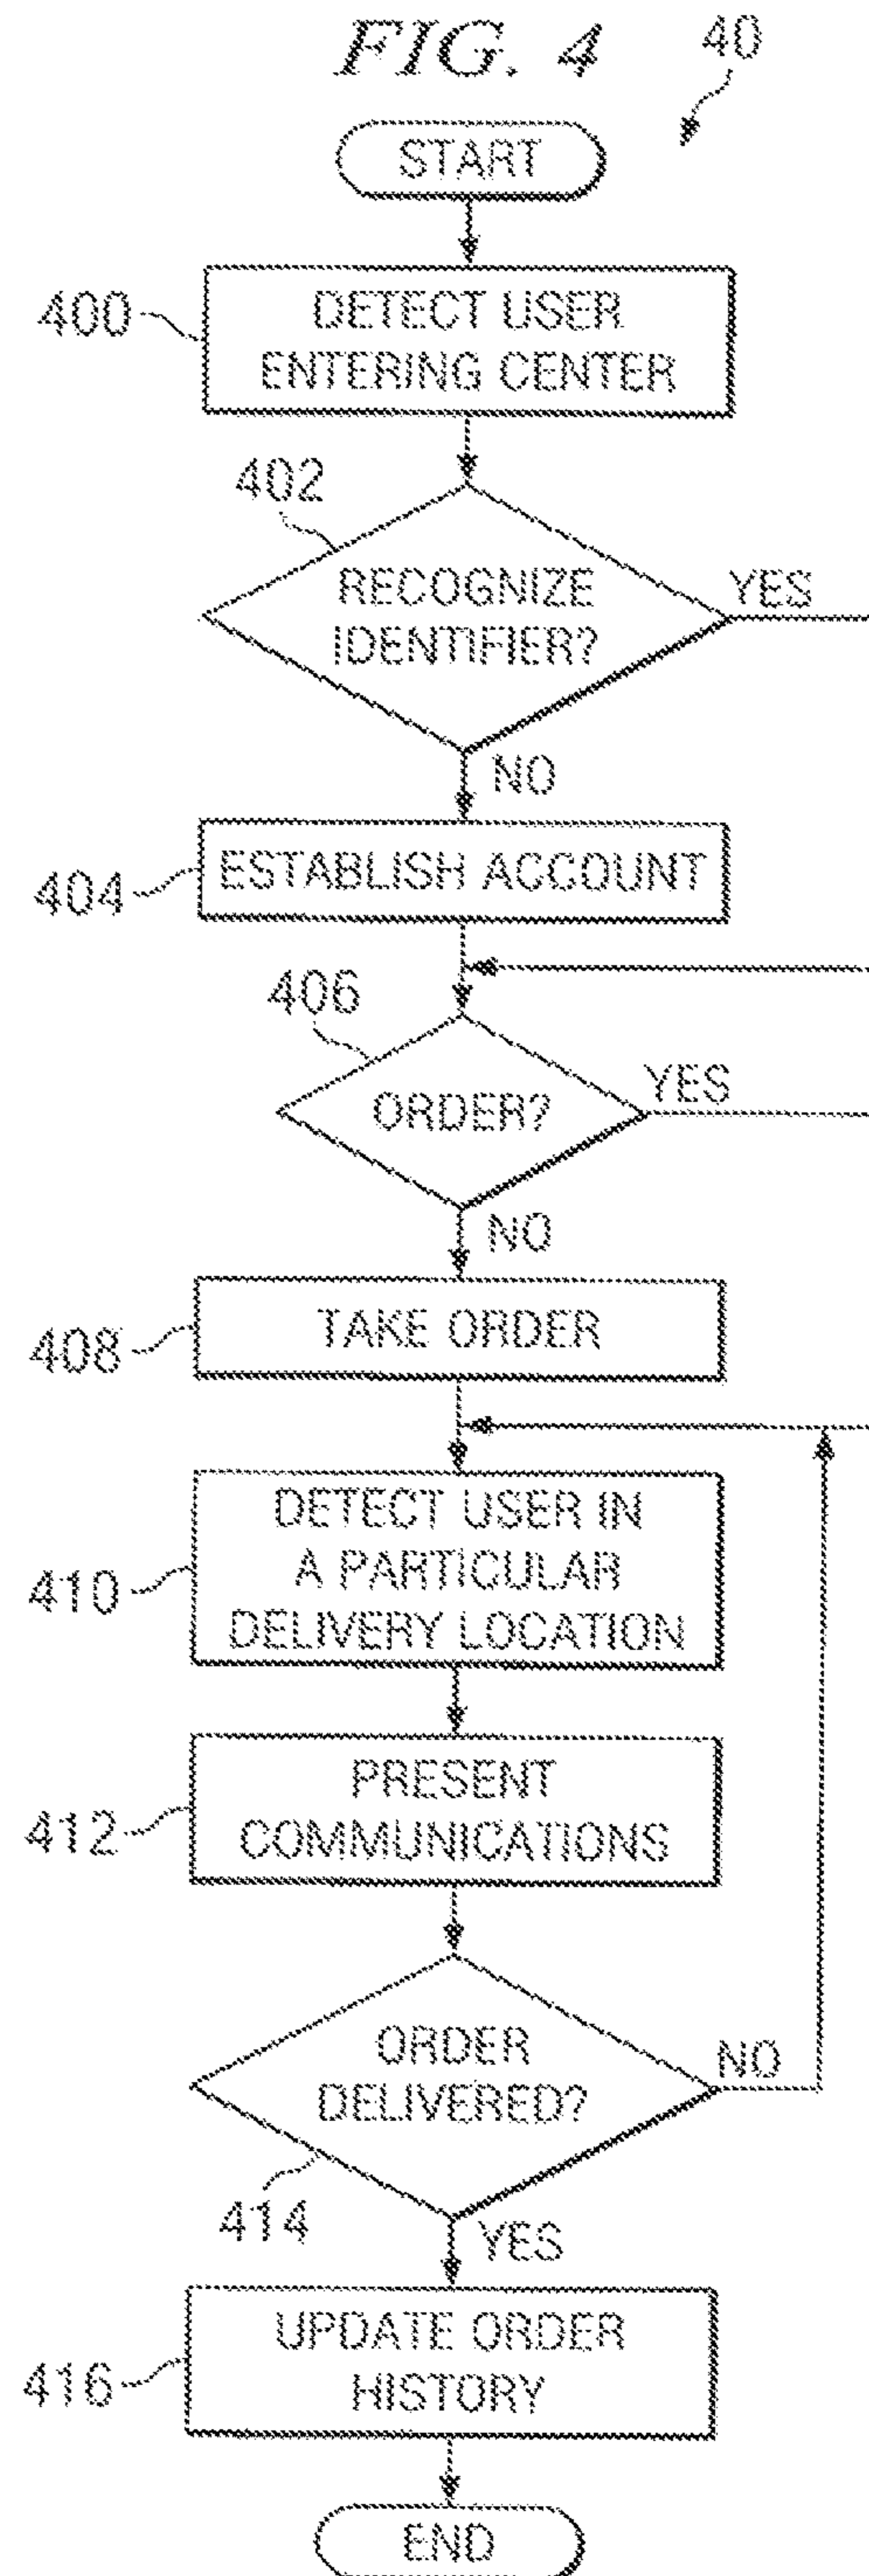 FIG. 4
40
START
400
DETECT USER
ENTERING CENTER
402
RECOGNIZE
IDENTIFIER?
YES
NO
404
ESTABLISH ACCOUNT
406
ORDER?
YES
NO
408
TAKE ORDER
410
DETECT USER IN
A PARTICULAR
DELIVERY LOCATION
412
PRESENT
COMMUNICATIONS
ORDER
DELIVERED?
NO
414
YES
416
UPDATE ORDER
HISTORY
END